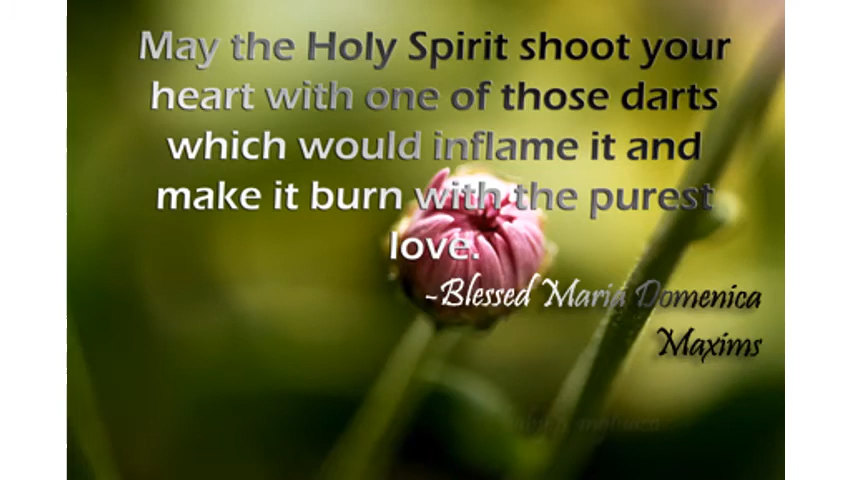 May the Holy Spirit shoot your
heart with one of those darts
which would inflame it and
make it burn with the purest
love.
-Blessed Maria Domenica
Maxims